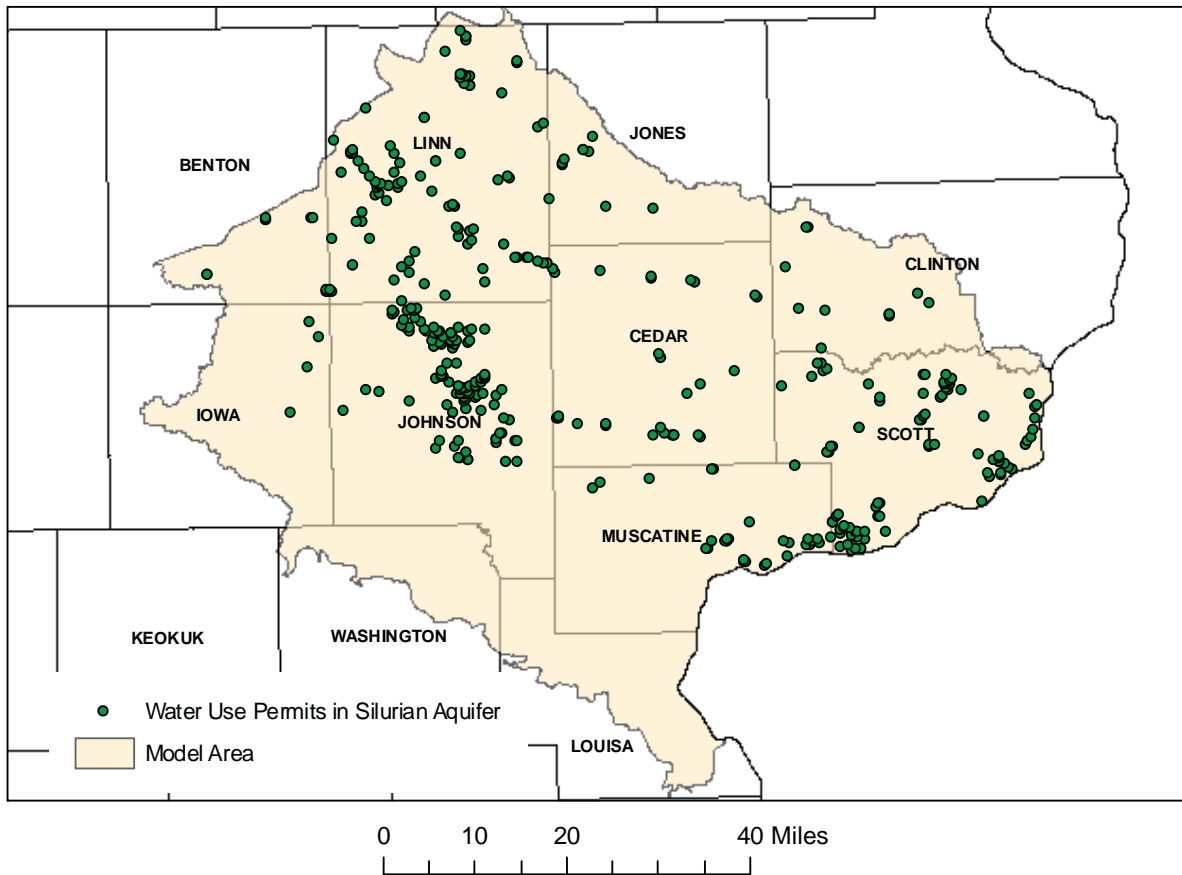 JONES
LINN
BENTON
CLINTON
CEDAR
IOWA
JOHNSON
SCOTT
MUSCATINE
KEOKUK
WASHINGTON
Water Use Permits in Silurian Aquifer
LOUISA
Model Area
0 10 20 40 Miles